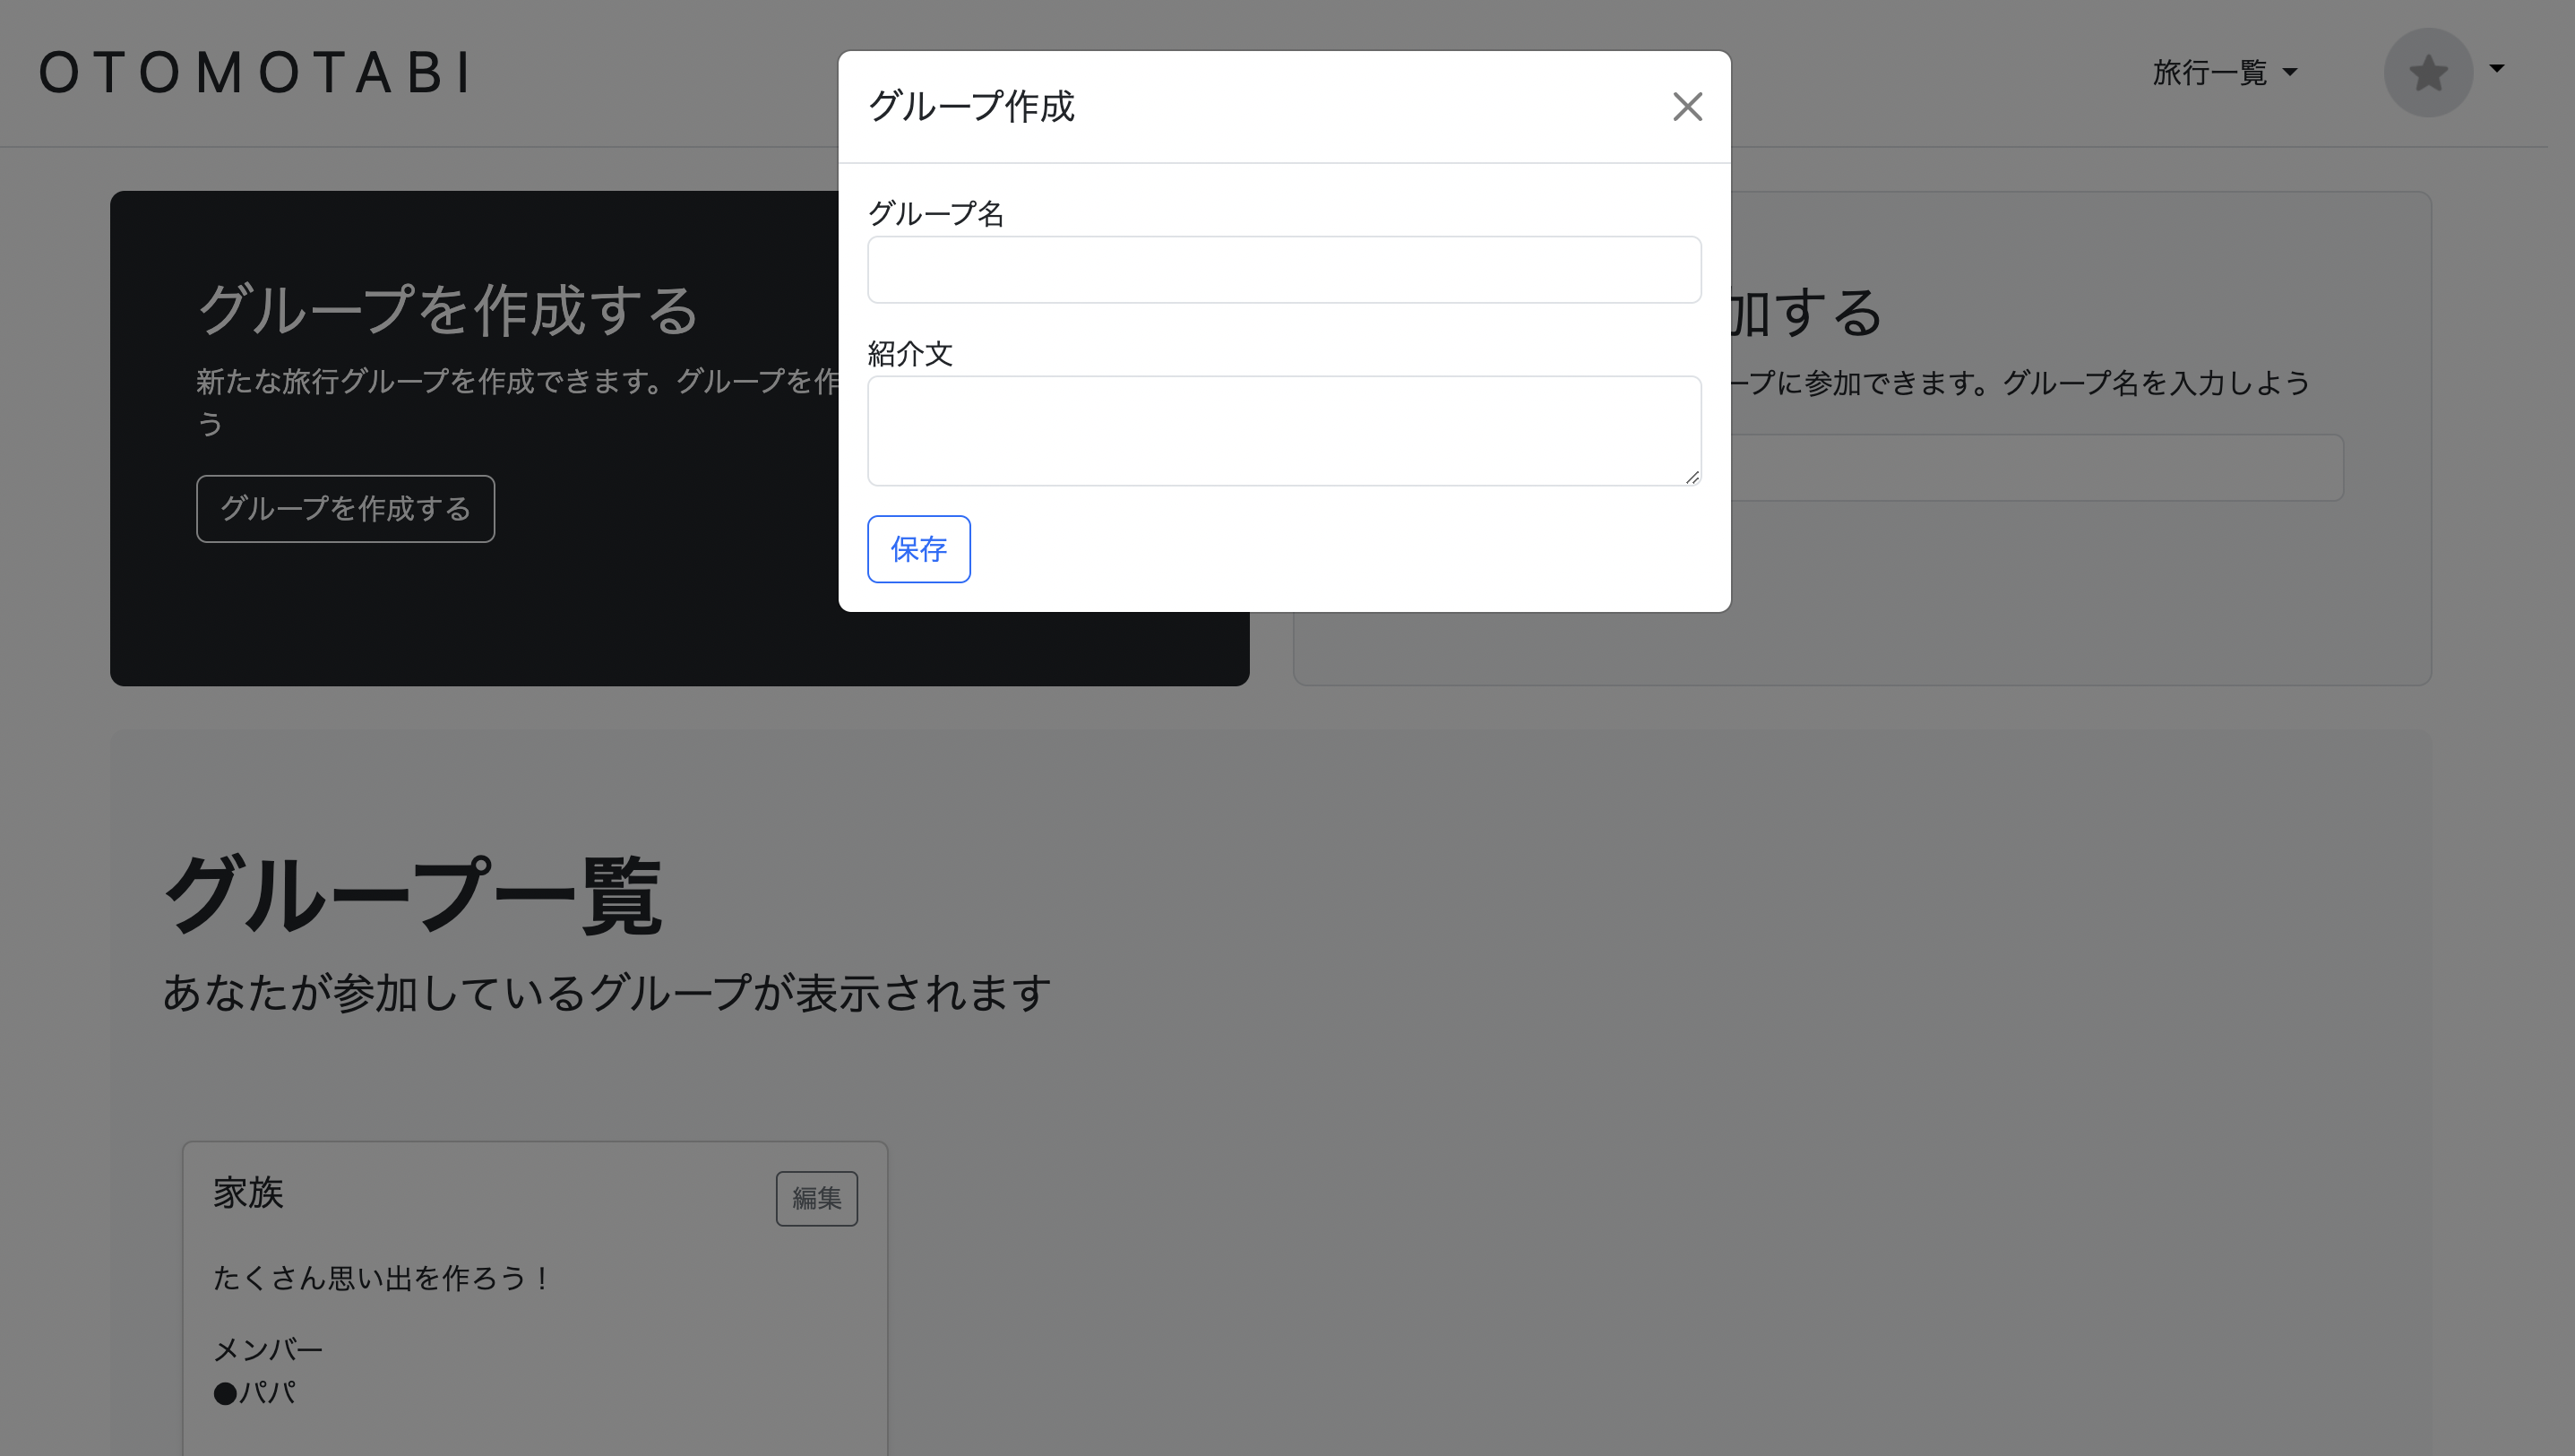 OTOMOTABI
旅行一覧
グループ作成
グループ名
紹介文
保存
グループを作成する
新たな旅行グループを作成できます。グループを作
う
グループを作成する
加する
ープに参加できます。グループ名を入力しよう
グループ一覧
あなたが参加しているグループが表示されます
家族
編集
たくさん思い出を作ろう！
メンバー
●パパ